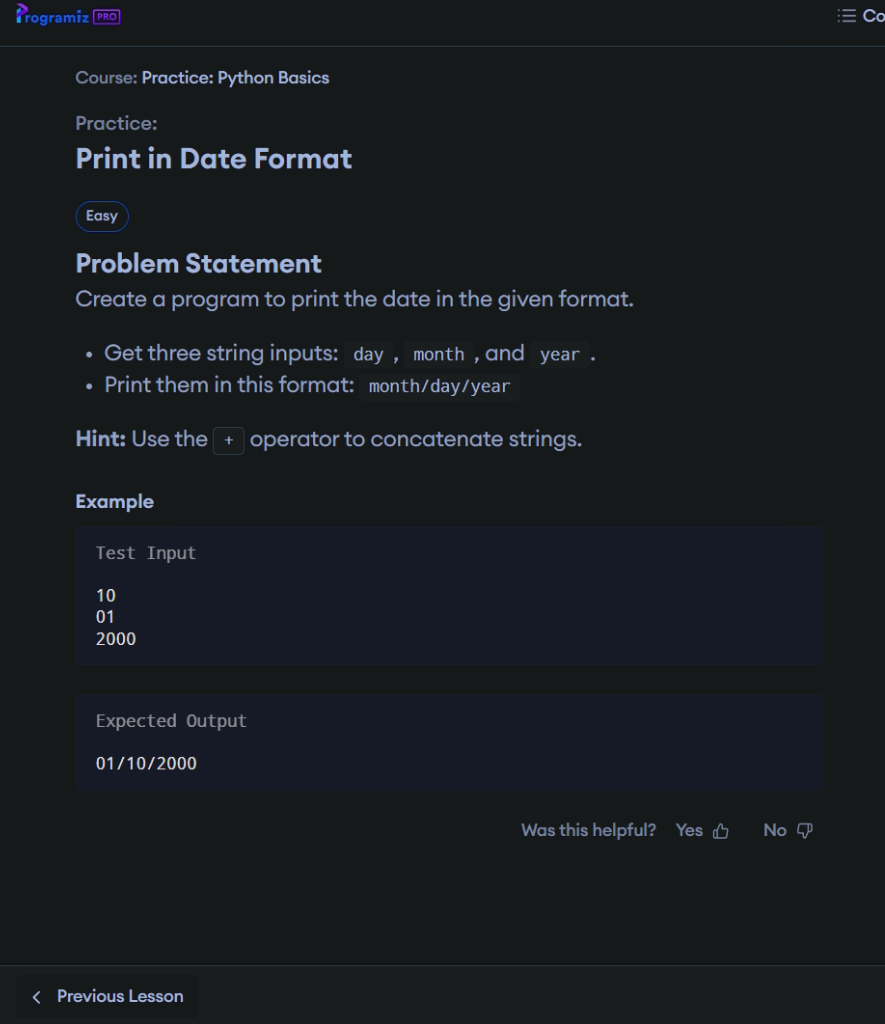 Programiz PRO
Co
Course: Practice: Python Basics
Practice:
Print in Date Format
Easy
Problem Statement
Create a program to print the date in the given format.
• Get three string inputs: day , month , and year .
• Print them in this format: month/day/year
Hint: Use the + operator to concatenate strings.
Example
Test Input
10
01
2000
Expected Output
01/10/2000
Was this helpful? Yes No
Previous Lesson